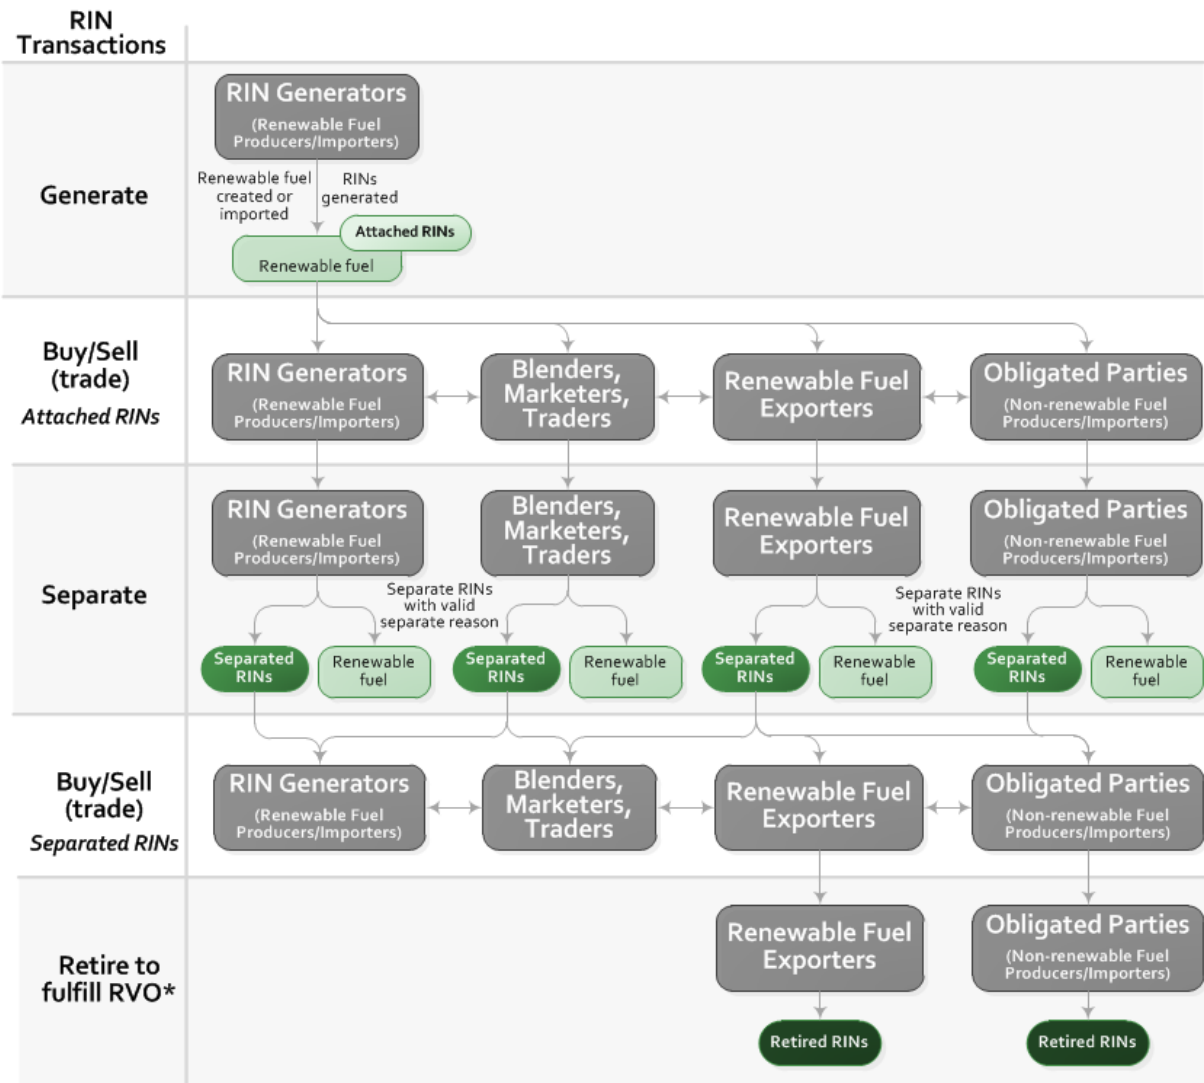 RIN
Transactions
Generate
RIN Generators
(Renewable Fuel
Producers/Importers)
Renewable fuel
created or
imported
RINs
generated
Attached RINs
Renewable fuel
Buy/Sell
(trade)
Attached RINs
RIN Generators
(Renewable Fuel
Producers/Importers)
Blenders,
Marketers,
Traders
Renewable Fuel
Exporters
Obligated Parties
(Non-renewable Fuel
Producers/Importers)
Separate
RIN Generators
(Renewable Fuel
Producers/Importers)
Blenders,
Marketers,
Traders
Renewable Fuel
Exporters
Obligated Parties
(Non-renewable Fuel
Producers/Importers)
Separate RINs
with valid
separate reason
Separate RINs
with valid
separate reason
Separated
RINs
Renewable
fuel
Separated
RINs
Renewable
fuel
Separated
RINs
Renewable
fuel
Separated
RINs
Renewable
fuel
Buy/Sell
(trade)
Separated RINs
RIN Generators
(Renewable Fuel
Producers/Importers)
Blenders,
Marketers,
Traders
Renewable Fuel
Exporters
Obligated Parties
(Non-renewable Fuel
Producers/Importers)
Retire to
fulfill RVO*
Renewable Fuel
Exporters
Obligated Parties
(Non-renewable Fuel
Producers/Importers)
Retired RINs
Retired RINs